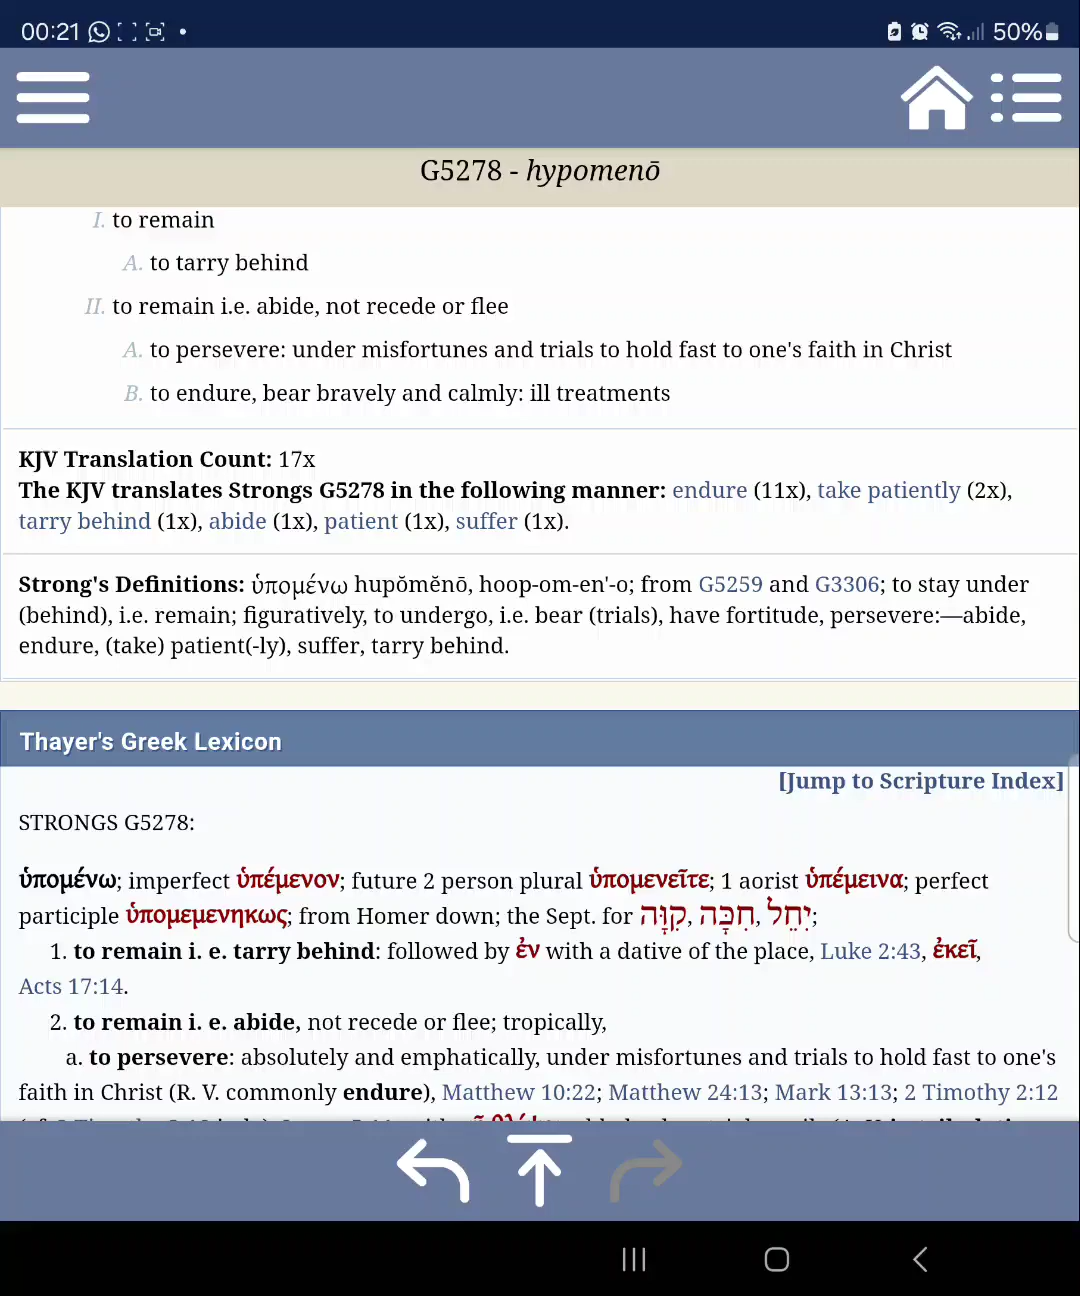 00:21
50%
G5278 - hypomenō
I. to remain
A. to tarry behind
II. to remain i.e. abide, not recede or flee
A. to persevere: under misfortunes and trials to hold fast to one's faith in Christ
B. to endure, bear bravely and calmly: ill treatments
KJV Translation Count: 17x
The KJV translates Strongs G5278 in the following manner: endure (11x), take patiently (2x),
tarry behind (1x), abide (1x), patient (1x), suffer (1x).
Strong's Definitions: ὑπομένω hupŏmĕnō, hoop-om-en'-o; from G5259 and G3306; to stay under
(behind), i.e. remain; figuratively, to undergo, i.e. bear (trials), have fortitude, persevere:—abide,
endure, (take) patient(-ly), suffer, tarry behind.
Thayer's Greek Lexicon
[Jump to Scripture Index]
STRONGS G5278:
ὑπομένω; imperfect ὑπέμενον; future 2 person plural ὑπομενεῖτε; 1 aorist ὑπέμεινα; perfect
participle ὑπομεμενηκως; from Homer down; the Sept. for קִוָּה, חִכָּה, יִחֵל;
1. to remain i. e. tarry behind: followed by ἐν with a dative of the place, Luke 2:43, ἐκεῖ,
Acts 17:14.
2. to remain i. e. abide, not recede or flee; tropically,
a. to persevere: absolutely and emphatically, under misfortunes and trials to hold fast to one's
faith in Christ (R. V. commonly endure), Matthew 10:22; Matthew 24:13; Mark 13:13; 2 Timothy 2:12